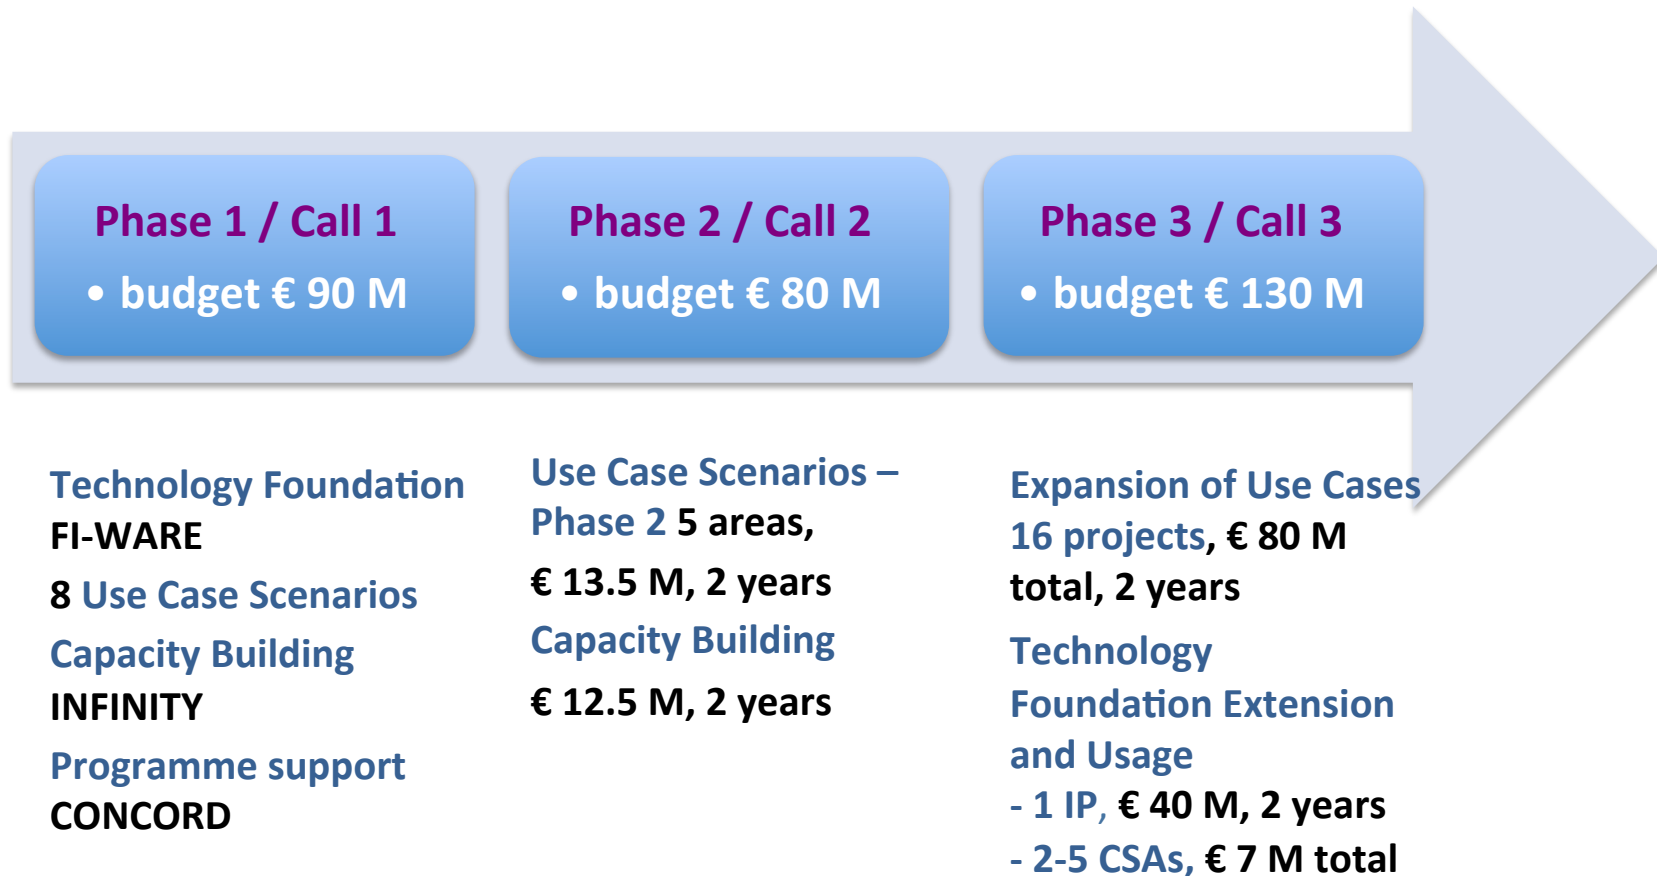 Phase 1 / Call 1
• budget € 90 M
Phase 2 / Call 2
• budget € 80 M
Phase 3 / Call 3
• budget € 130 M
Technology Foundation
FI-WARE
8 Use Case Scenarios
Capacity Building
INFINITY
Programme support
CONCORD
Use Case Scenarios –
Phase 2 5 areas,
€ 13.5 M, 2 years
Capacity Building
€ 12.5 M, 2 years
Expansion of Use Cases
16 projects, € 80 M
total, 2 years
Technology
Foundation Extension
and Usage
- 1 IP, € 40 M, 2 years
- 2-5 CSAs, € 7 M total